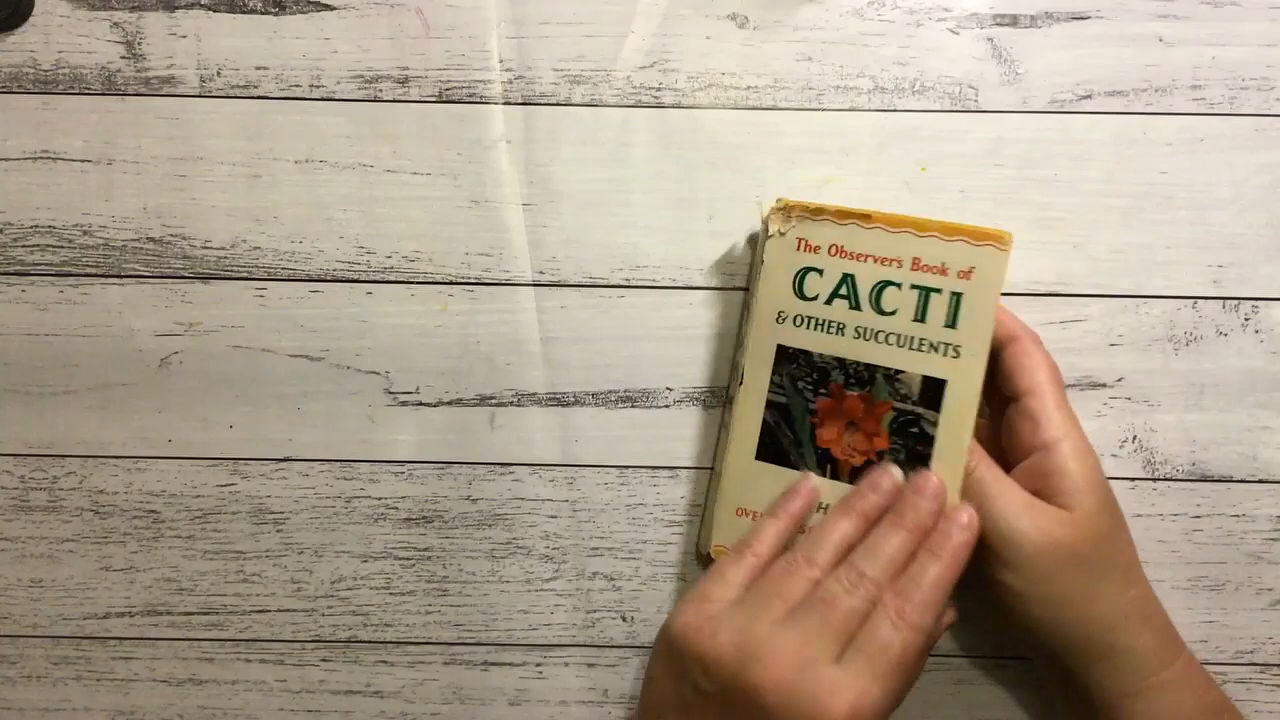 The Observer's Book of
CACTI
& OTHER SUCCULENTS